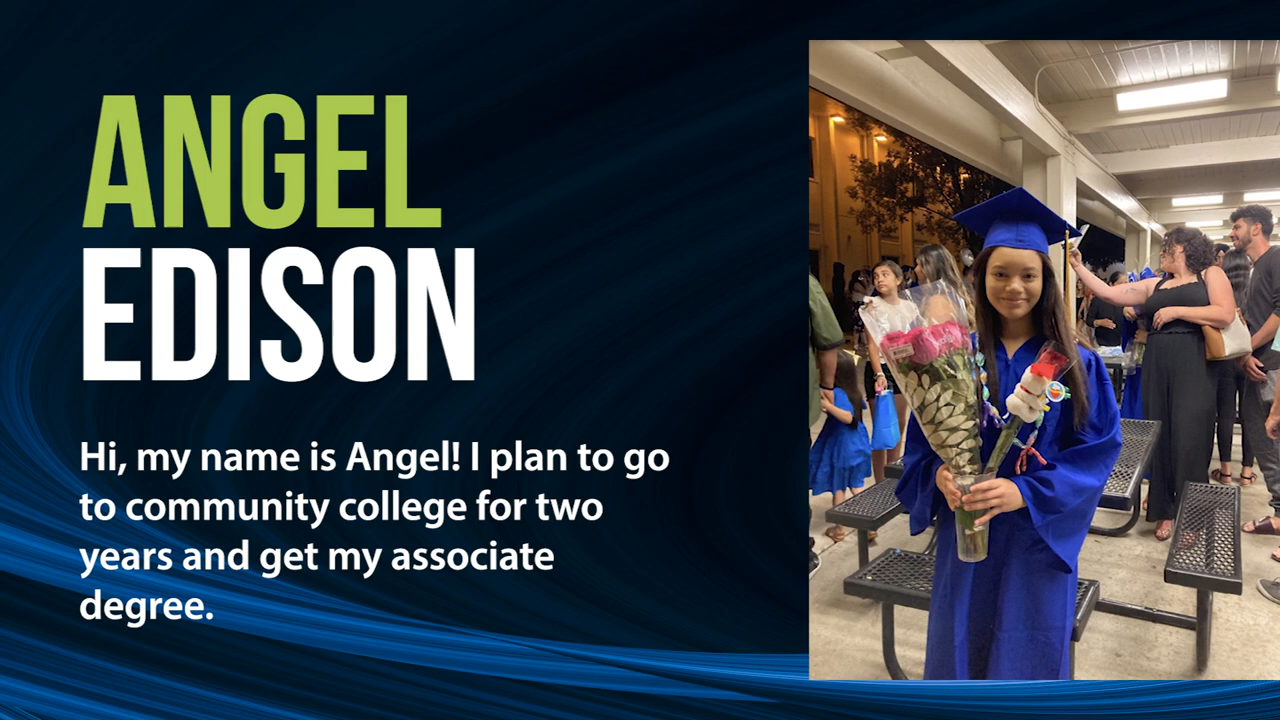 ANGEL
EDISON
Hi, my name is Angel! I plan to go
to community college for two
years and get my associate
degree.